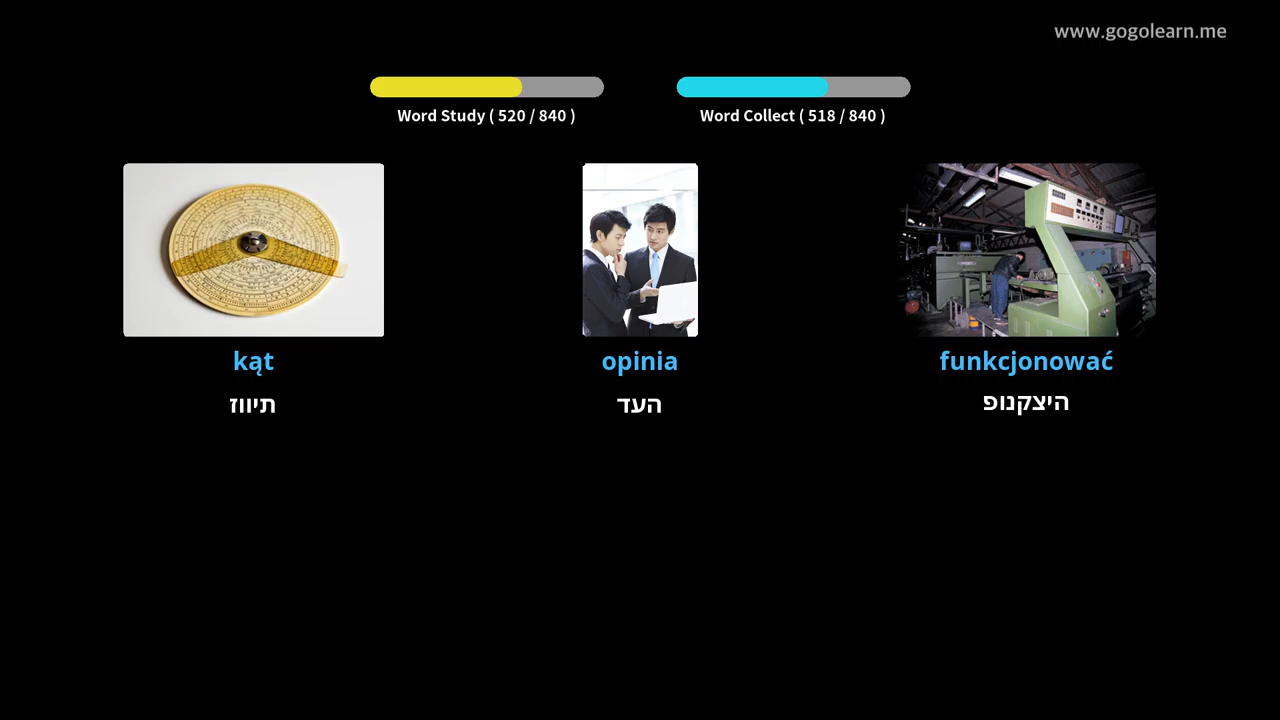 www.gogolearn.me
Word Study ( 520 / 840 )
Word Collect ( 518 / 840 )
kąt
תיווז
opinia
העד
funkcjonować
היצקנופ